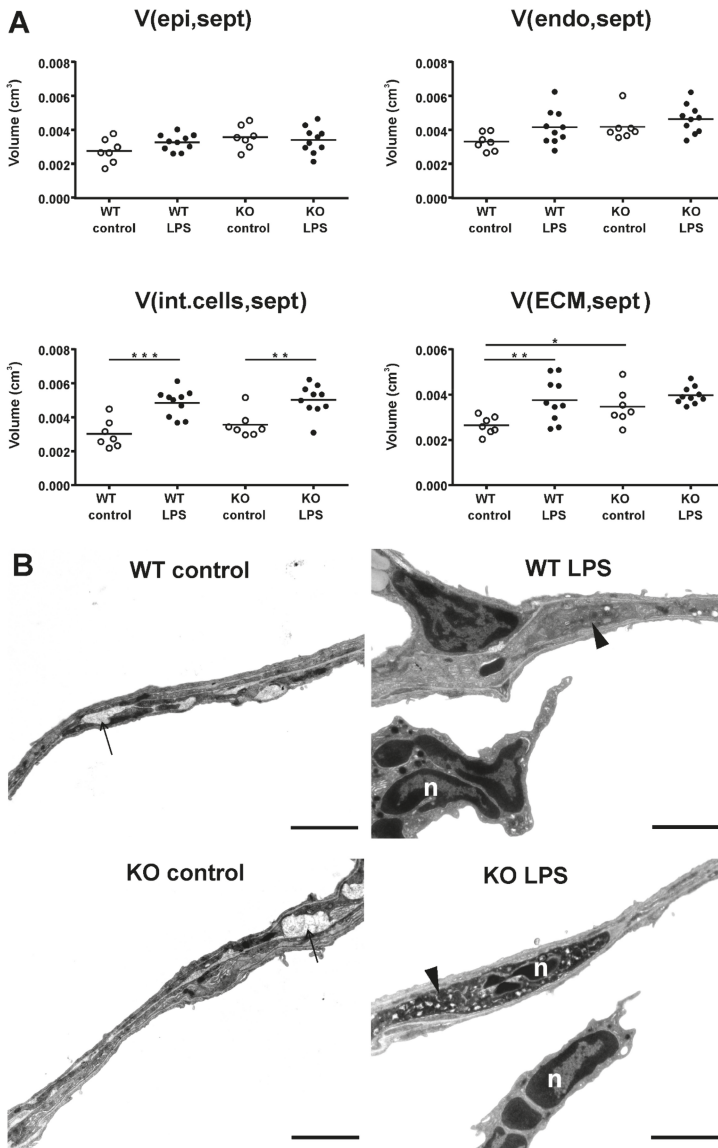 A
V(epi,sept)
V(endo,sept)
Volume (cm³)
0.008
0.006
0.004
0.002
0.000
WT control
WT LPS
KO control
KO LPS
Volume (cm³)
0.008
0.006
0.004
0.002
0.000
WT control
WT LPS
KO control
KO LPS
V(int.cells,sept)
V(ECM,sept)
Volume (cm³)
0.008
0.006
0.004
0.002
0.000
***
**
WT control
WT LPS
KO control
KO LPS
Volume (cm³)
0.006
0.004
0.002
0.000
*
**
WT control
WT LPS
KO control
KO LPS
B
WT control
WT LPS
n
KO control
KO LPS
n
n